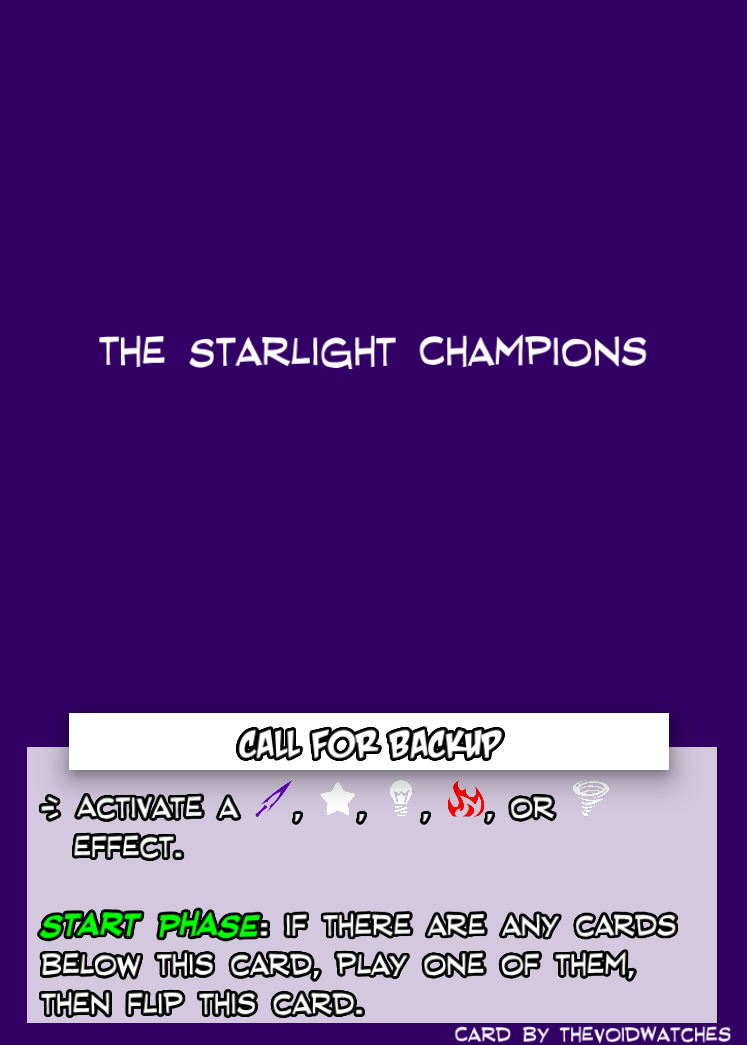 THE STARLIGHT CHAMPIONS
CALL FOR BACKUP
ACTIVATE A , , , , OR
EFFECT.
START PHASE: IF THERE ARE ANY CARDS
BELOW THIS CARD, PLAY ONE OF THEM,
THEN FLIP THIS CARD.
CARD BY THEVOIDWATCHES